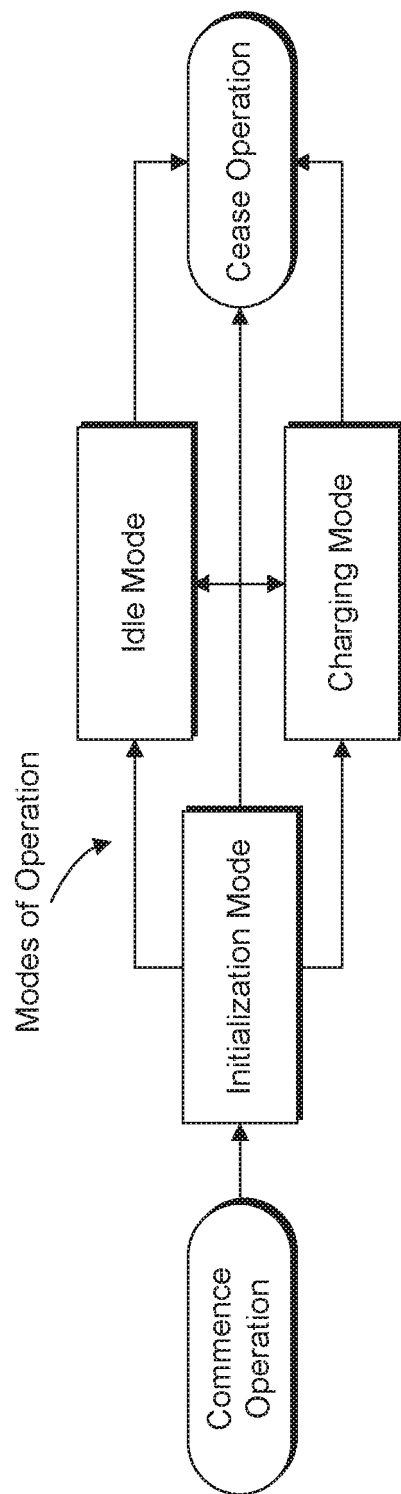 Modes of Operation
Commence
Operation
Initialization Mode
Idle Mode
Charging Mode
Cease Operation